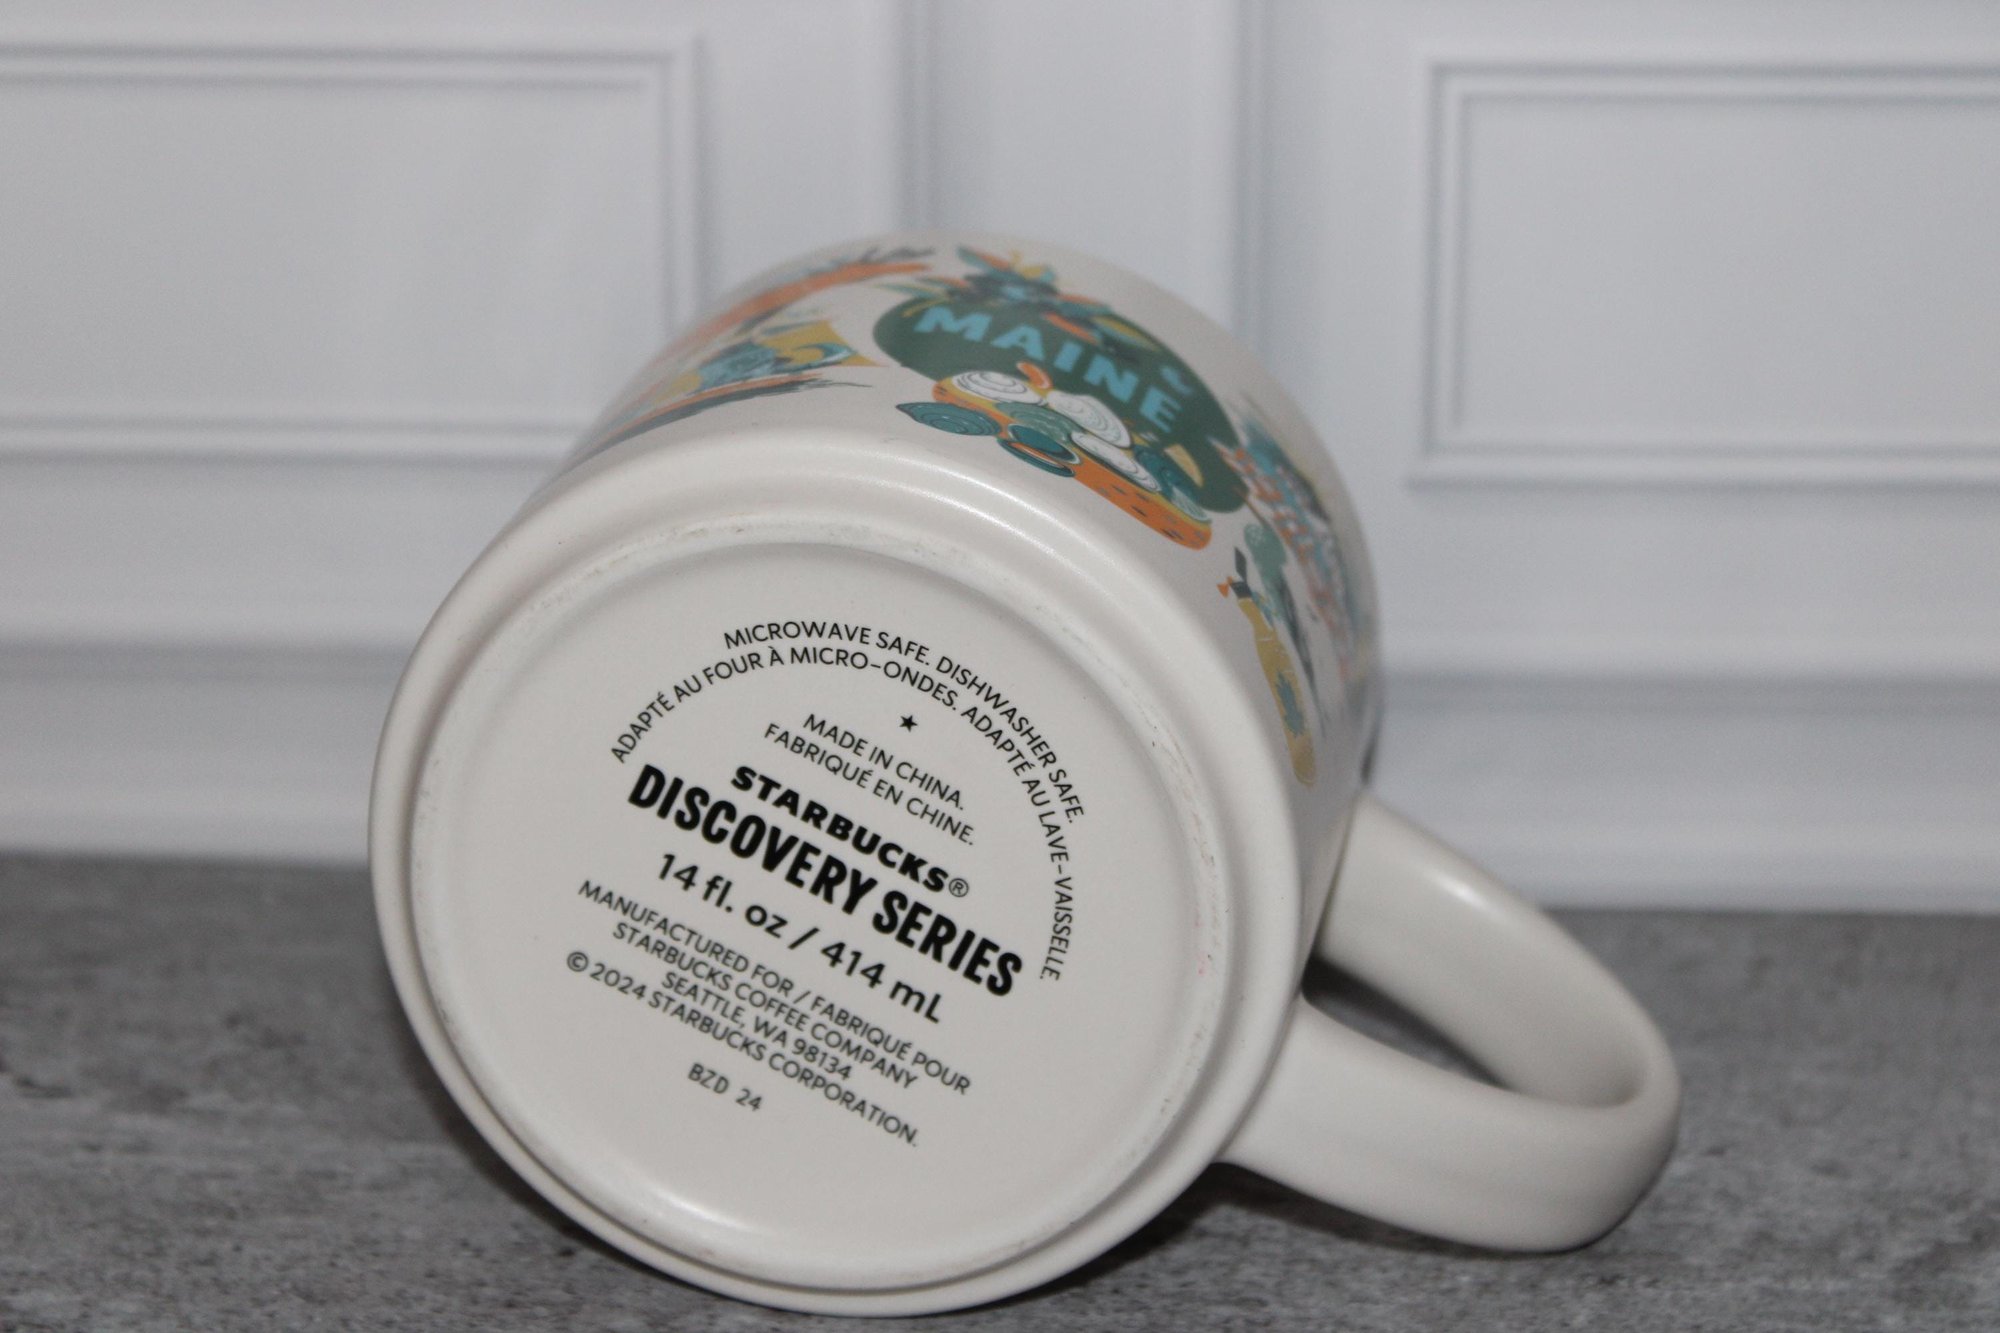 MAINE
MICROWAVE SAFE. DISHWASHER SAFE.
ADAPTÉ AU FOUR À MICRO-ONDES. ADAPTÉ AU LAVE-VAISSELLE.
MADE IN CHINA.
FABRIQUÉ EN CHINE.
STARBUCKS®
DISCOVERY SERIES
14 fl. oz / 414 mL
MANUFACTURED FOR / FABRIQUÉ POUR
STARBUCKS COFFEE COMPANY
SEATTLE, WA 98134
© 2024 STARBUCKS CORPORATION.
BZD 24